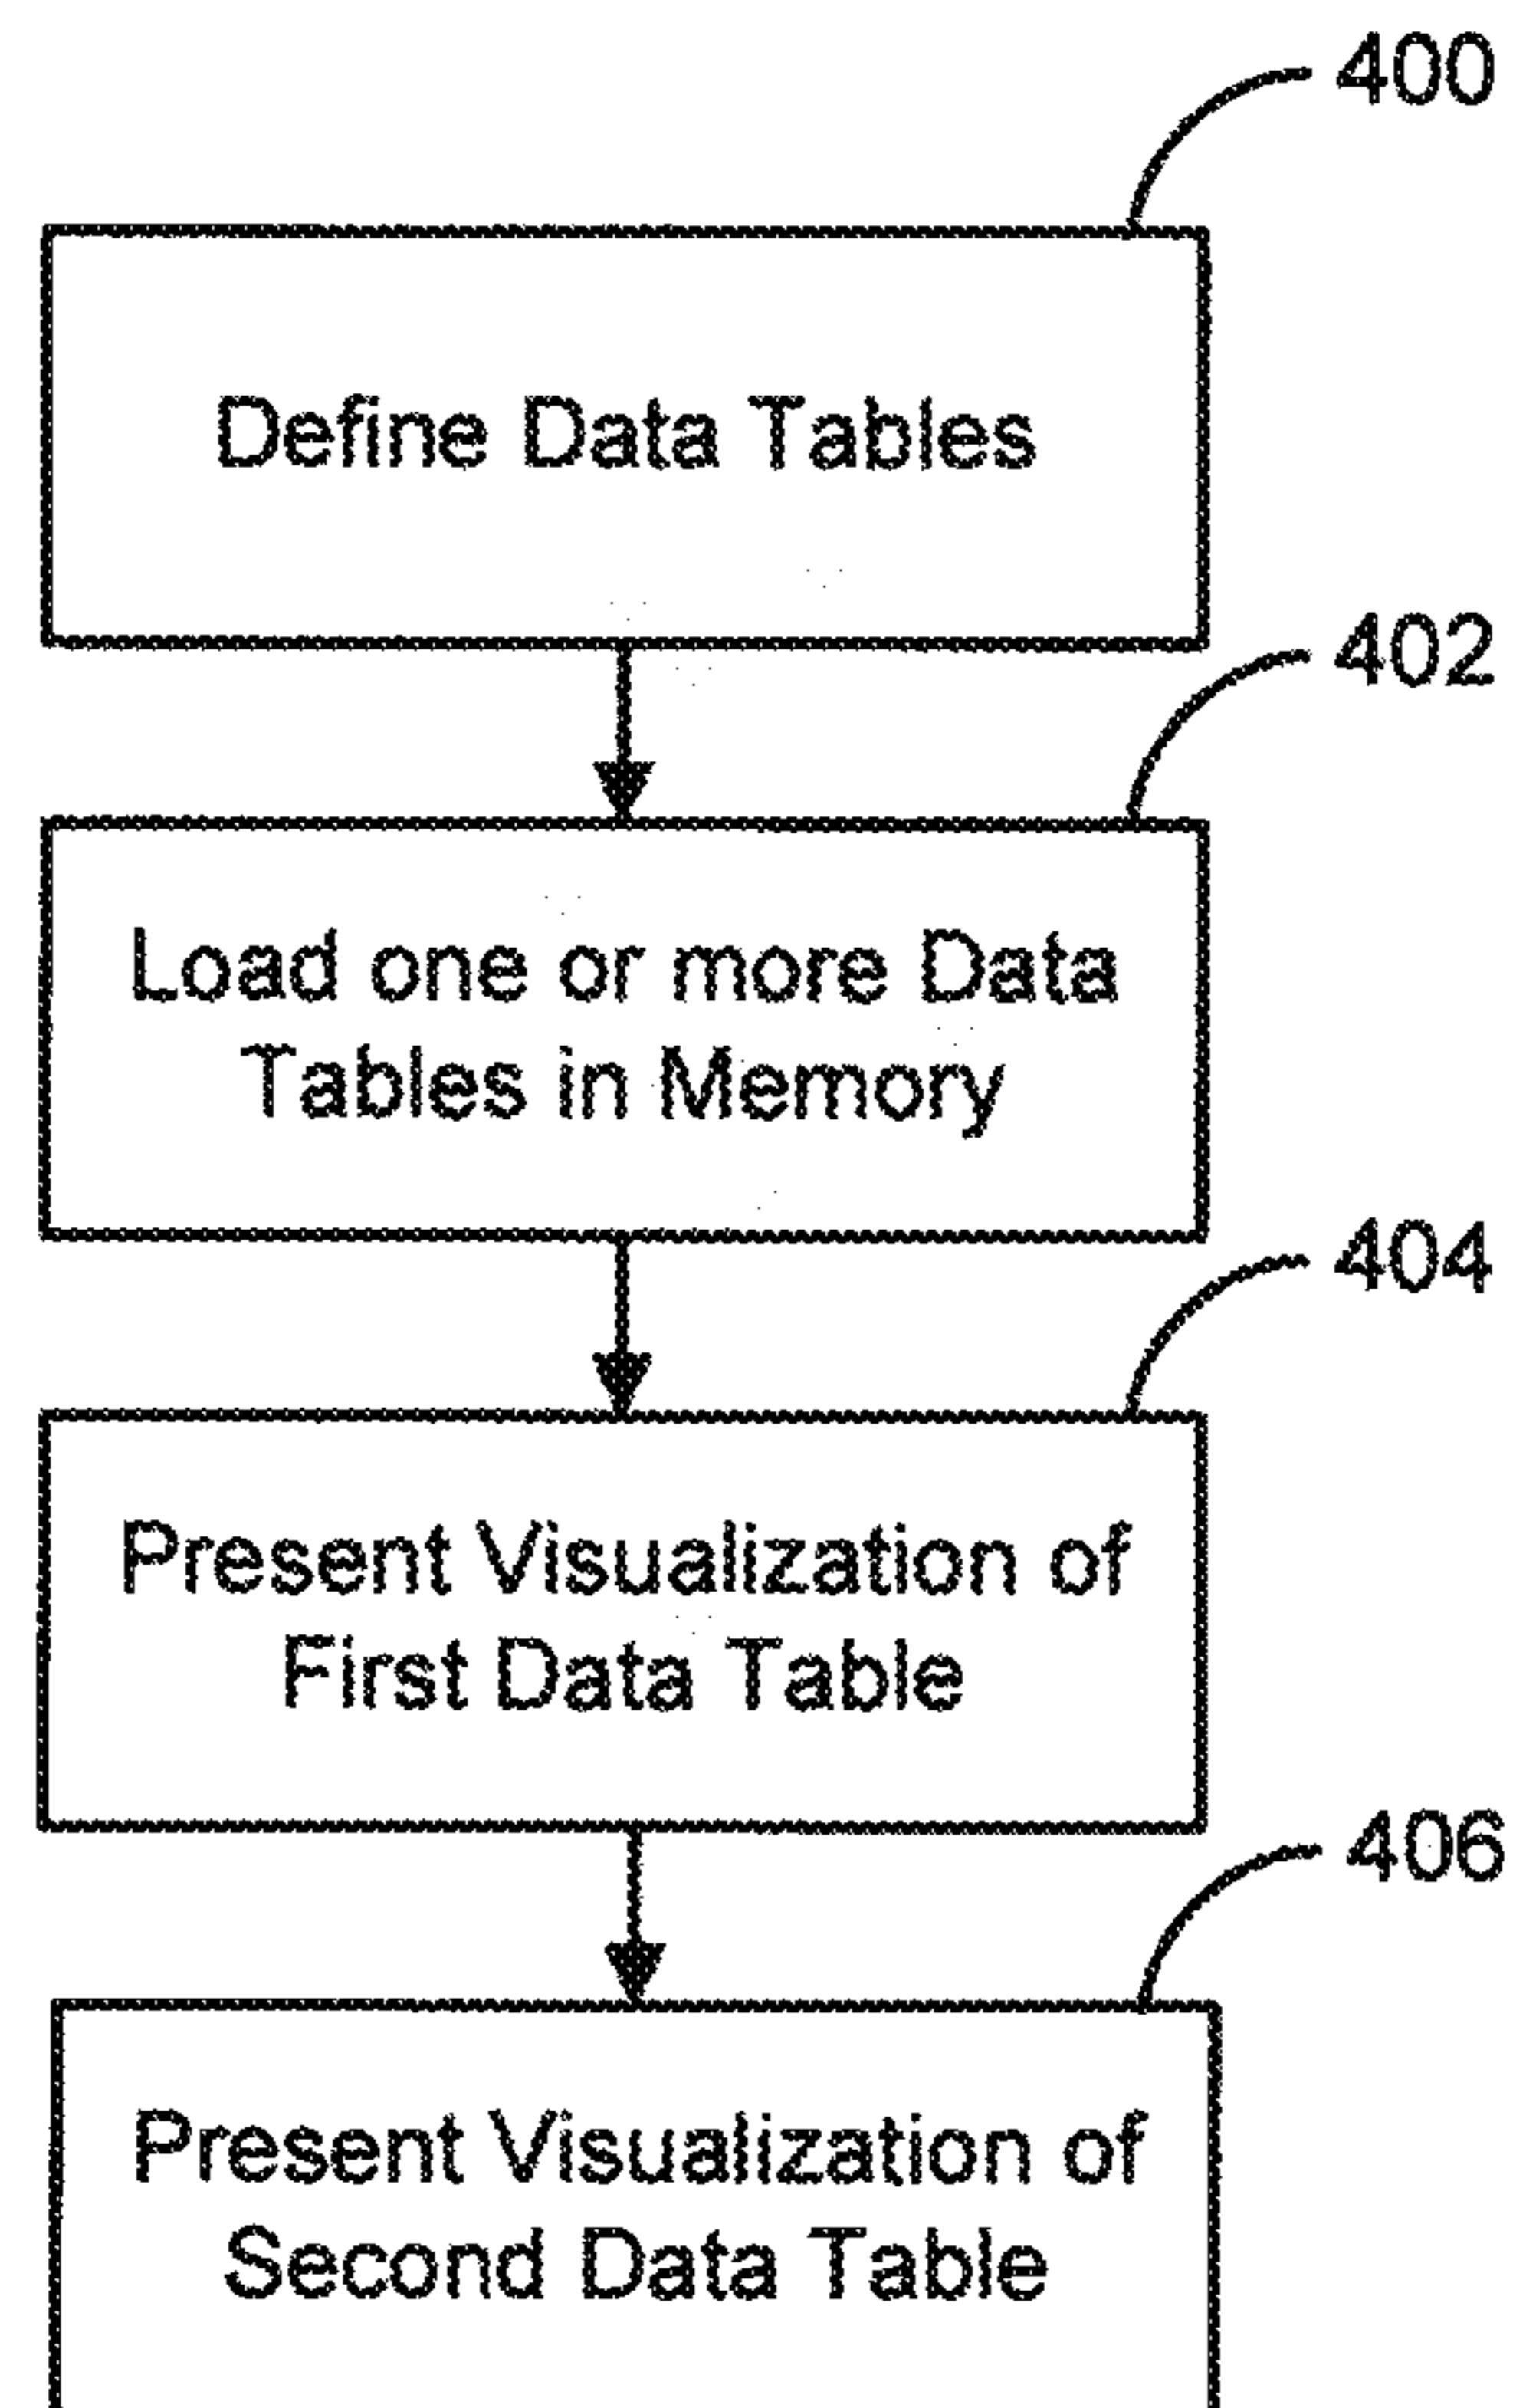 400
Define Data Tables
402
Load one or more Data
Tables in Memory
404
Present Visualization of
First Data Table
406
Present Visualization of
Second Data Table